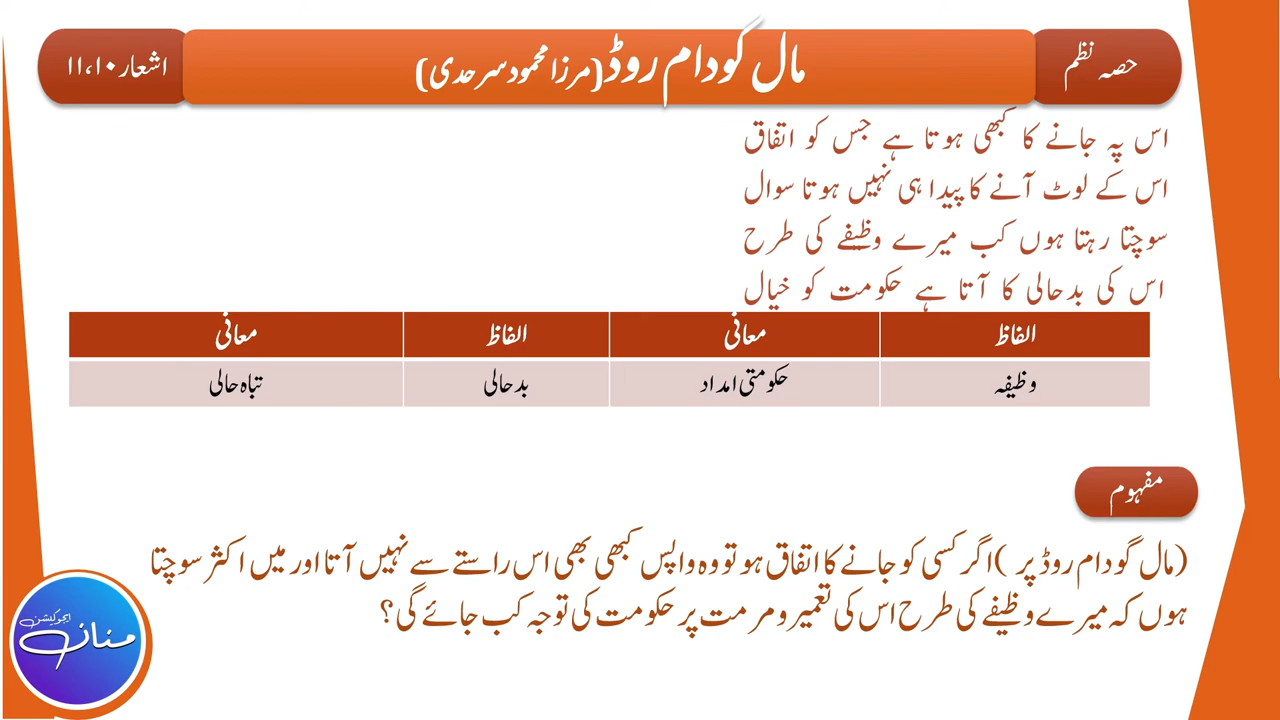 حصہ نظم
مال گودام روڈ (مرزا محمود سرحدی)
اشعار ۱۰،۱۱
اس پہ جانے کا کبھی ہوتا ہے جس کو اتفاق
اس کے لوٹ آنے کا پیدا ہی نہیں ہوتا سوال
سوچتا رہتا ہوں کب میرے وظیفے کی طرح
اس کی بدحالی کا آتا ہے حکومت کو خیال
الفاظ معانی الفاظ معانی
وظیفہ حکومتی امداد بدحالی تباہ حالی
مفہوم
(مال گودام روڈ پر) اگر کسی کو جانے کا اتفاق ہو تو وہ واپس کبھی بھی اس راستے سے نہیں آتا اور میں اکثر سوچتا
ہوں کہ میرے وظیفے کی طرح اس کی تعمیر و مرمت پر حکومت کی توجہ کب جائے گی؟
ایجوکیشن
منان